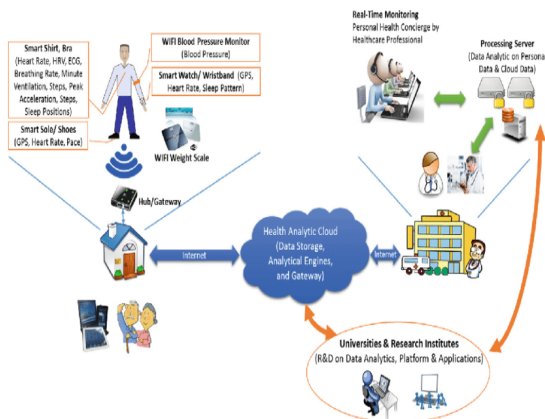 Smart Shirt, Bra
(Heart Rate, HRV, ECG,
Breathing Rate, Minute
Ventilation, Steps, Peak
Acceleration, Steps,
Sleep Positions)
Smart Sole/ Shoes
(GPS, Heart Rate, Pace)
WIFI Blood Pressure Monitor
(Blood Pressure)
Smart Watch/ Wristband (GPS,
Heart Rate, Sleep Pattern)
WIFI Weight Scale
Hub/Gateway
Real-Time Monitoring
Personal Health Concierge by
Healthcare Professional
Processing Server
(Data Analytic on Persona
Data & Cloud Data)
Internet
Health Analytic Cloud
(Data Storage,
Analytical Engines,
and Gateway)
Internet
Universities & Research Institutes
(R&D on Data Analytics, Platform & Applications)